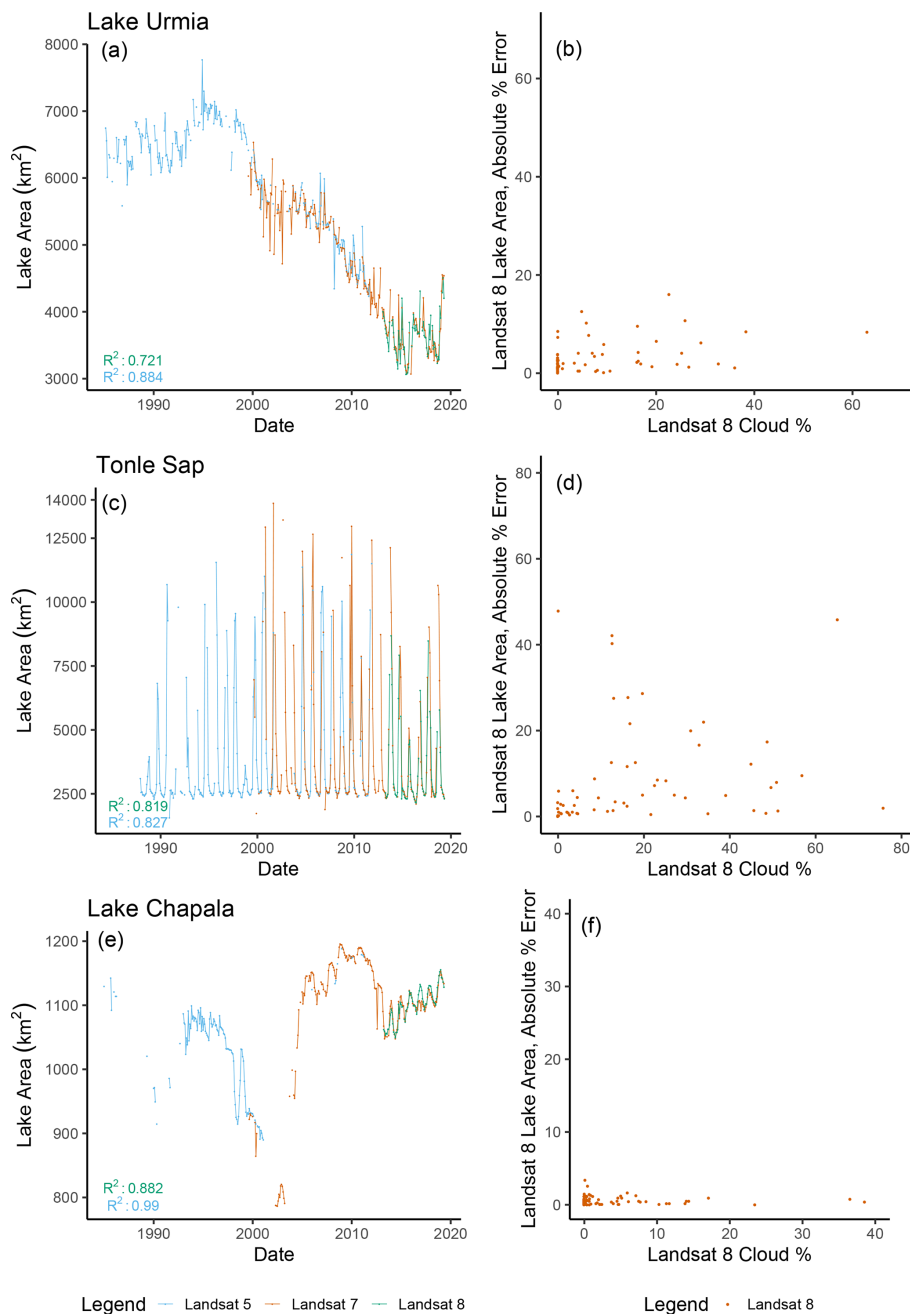 Lake Urmia
(a)
8000
7000
6000
5000
4000
3000
Lake Area (km²)
R²: 0.721
R²: 0.884
1990
2000
2010
2020
Date
(b)
60
40
20
0
Landsat 8 Lake Area, Absolute % Error
0
20
40
60
Landsat 8 Cloud %
Tonle Sap
(c)
14000
12500
10000
7500
5000
2500
Lake Area (km²)
R²: 0.819
R²: 0.827
1990
2000
2010
2020
Date
(d)
80
60
40
20
0
Landsat 8 Lake Area, Absolute % Error
0
20
40
60
80
Landsat 8 Cloud %
Lake Chapala
(e)
1200
1100
1000
900
800
Lake Area (km²)
R²: 0.882
R²: 0.99
1990
2000
2010
2020
Date
(f)
40
30
20
10
0
Landsat 8 Lake Area, Absolute % Error
0
10
20
30
40
Landsat 8 Cloud %
Legend Landsat 5 Landsat 7 Landsat 8
Legend Landsat 8